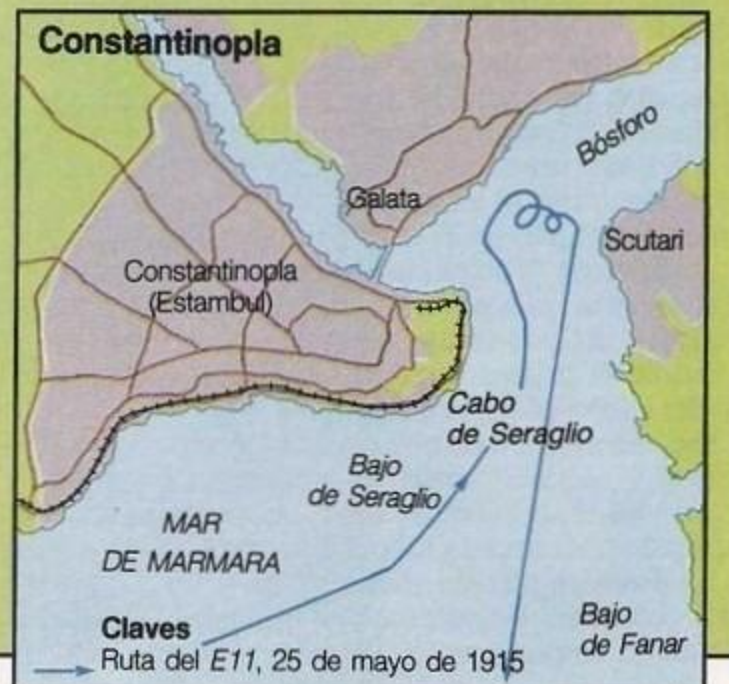 Constantinopla
Bósforo
Galata
Scutari
Constantinopla
(Estambul)
Cabo
de Seraglio
Bajo
de Seraglio
MAR
DE MARMARA
Bajo
de Fanar
Claves
Ruta del E11, 25 de mayo de 1915